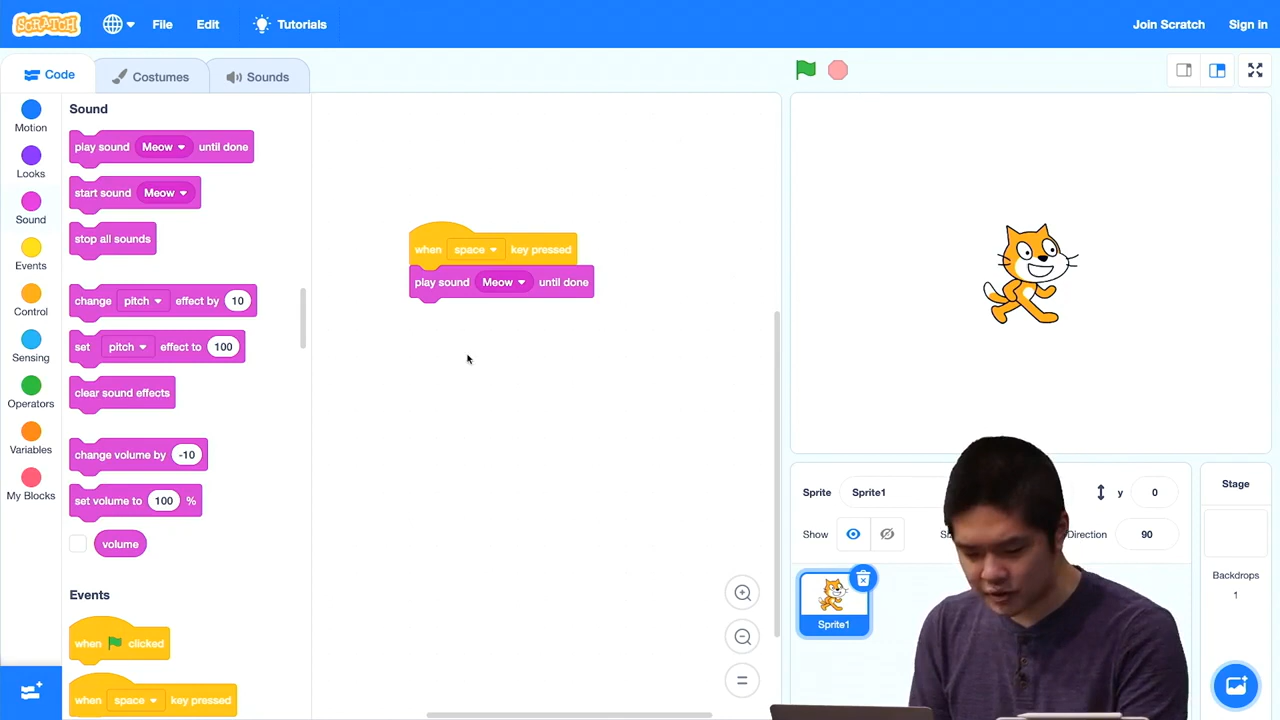 SCRATCH File Edit Tutorials Join Scratch Sign in
Code Costumes Sounds
Motion
Looks
Sound
Events
Control
Sensing
Operators
Variables
My Blocks
Sound
play sound Meow until done
start sound Meow
stop all sounds
change pitch effect by 10
set pitch effect to 100
clear sound effects
change volume by -10
set volume to 100 %
volume
Events
when clicked
when space key pressed
when space key pressed
play sound Meow until done
Sprite Sprite1 y 0
Show Direction 90
Sprite1
Stage
Backdrops
1